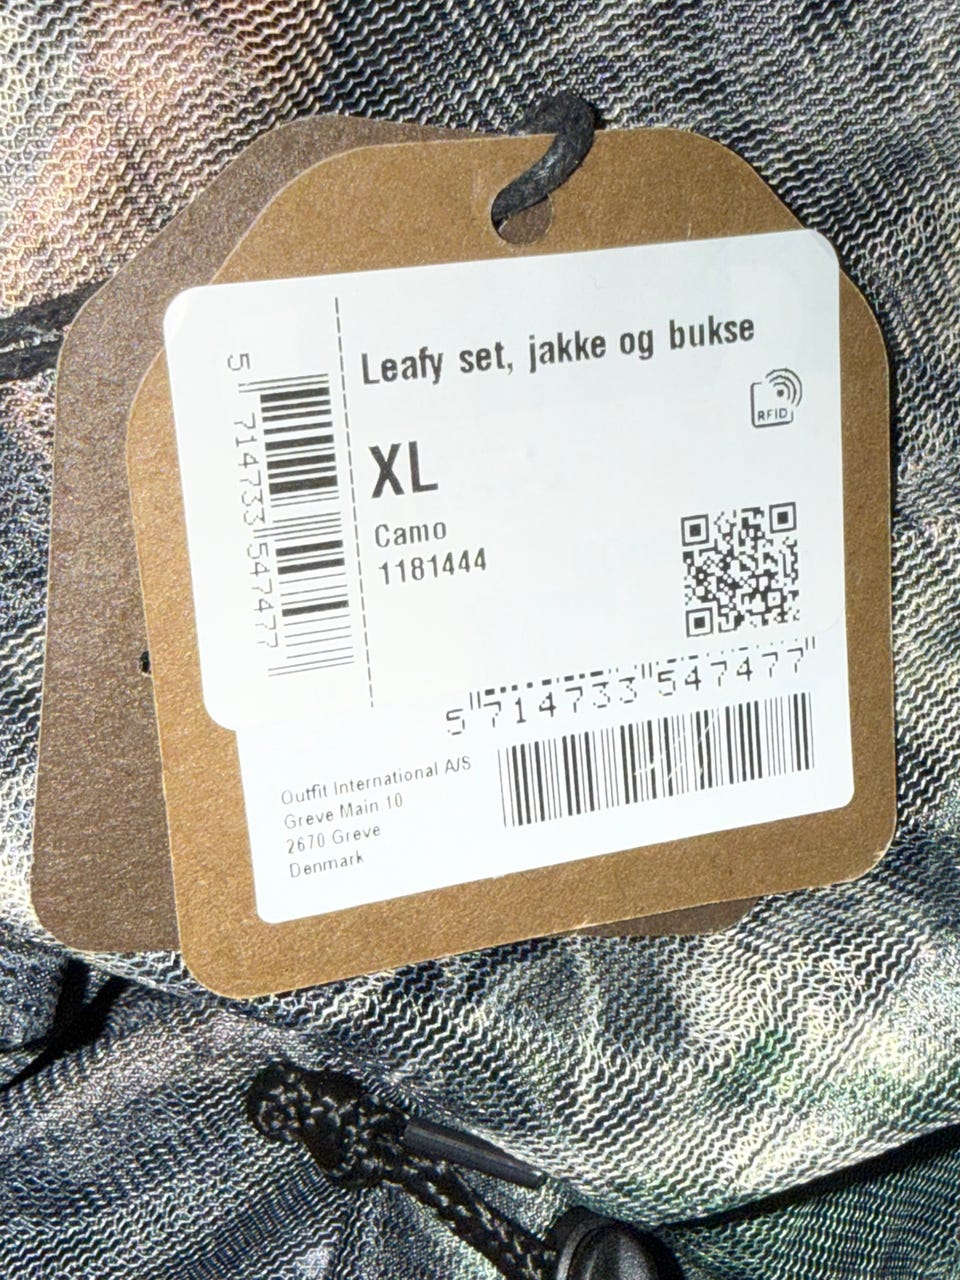 Leafy set, jakke og bukse
RFID
XL
Camo
1181444
5 714733 547477
5 714733 547477
Outfit International A/S
Greve Main 10
2670 Greve
Denmark